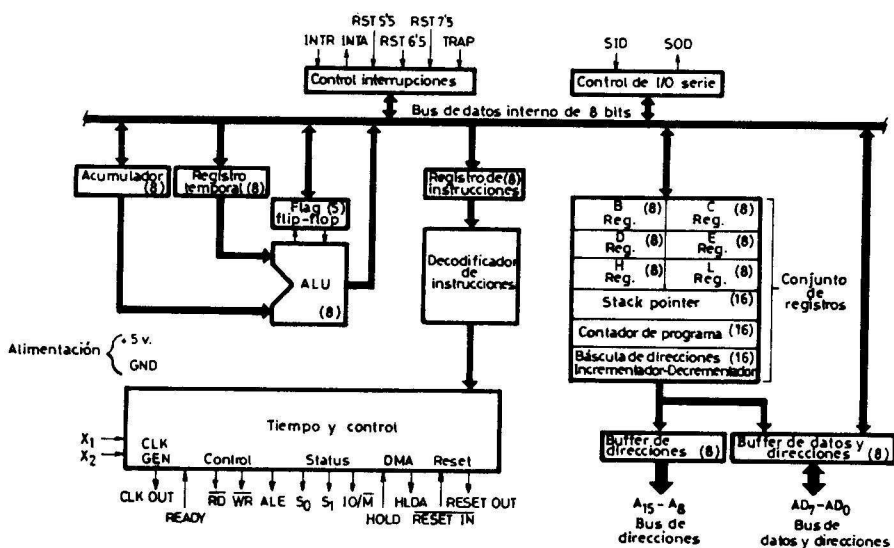 RST5'5 RST7'5
INTR INTA RST6'5 TRAP
Control interrupciones
SID SOD
Control de I/O serie
Bus de datos interno de 8 bits
Acumulador
(8)
Registro
temporal (8)
Flag (5)
flip-flop
ALU
(8)
Registro de (8)
instrucciones
Decodificador
de
instrucciones
B (8)
Reg.
C (8)
Reg.
D (8)
Reg.
E (8)
Reg.
H (8)
Reg.
L (8)
Reg.
Stack pointer (16)
Contador de programa (16)
Báscula de direcciones (16)
Incrementador-Decrementador
Conjunto
de
registros
Alimentación
+5 v.
GND
Tiempo y control
X1
X2
CLK
GEN
Control Status DMA Reset
CLK OUT
READY
R̅D̅ W̅R̅ ALE S0 S1 IO/M̅
HOLD
HLDA
R̅E̅S̅E̅T̅ I̅N̅
RESET OUT
Buffer de
direcciones (8)
Buffer de datos y
direcciones (8)
A15-A8
Bus de
direcciones
AD7-AD0
Bus de
datos y direcciones